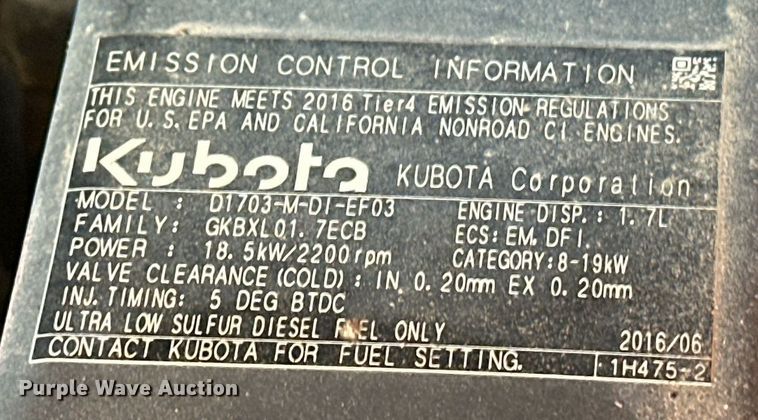 EMISSION CONTROL INFORMATION
THIS ENGINE MEETS 2016 Tier4 EMISSION REGULATIONS
FOR U.S. EPA AND CALIFORNIA NONROAD CI ENGINES.
Kubota KUBOTA Corporation
MODEL : D1703-M-DI-EF03 ENGINE DISP.: 1.7L
FAMILY: GKBXL01.7ECB ECS: EM, DFI.
POWER : 18.5kW/2200rpm CATEGORY:8-19kW
VALVE CLEARANCE (COLD) : IN 0.20mm EX 0.20mm
INJ. TIMING: 5 DEG BTDC
ULTRA LOW SULFUR DIESEL FUEL ONLY 2016/06
CONTACT KUBOTA FOR FUEL SETTING. 1H475-2
Purple Wave Auction